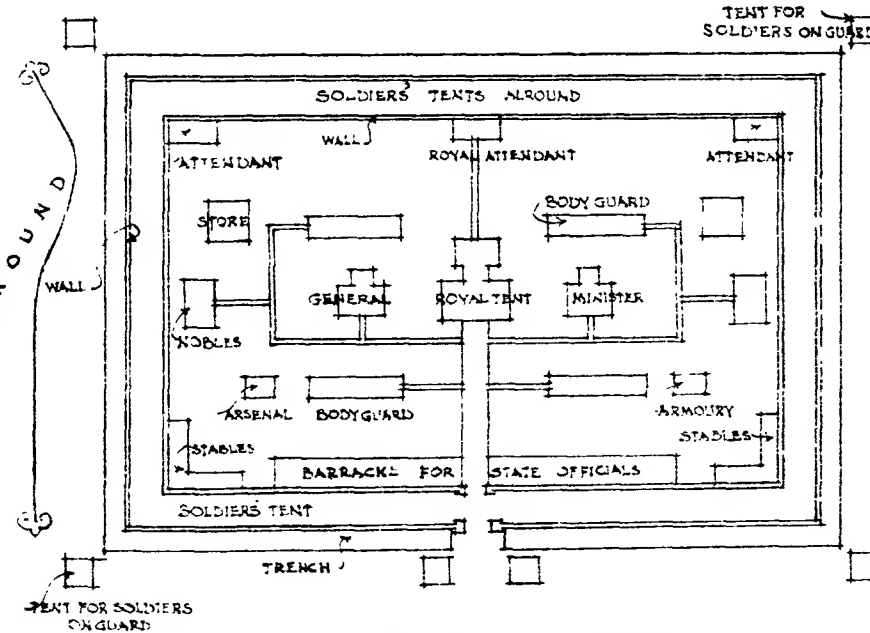 TENT FOR
SOLDIERS ON GUARD
SOLDIERS' TENTS ALROUND
WALL
ATTENDANT
ROYAL ATTENDANT
ATTENDANT
STORE
BODY GUARD
OUND
WALL
GENERAL
ROYAL TENT
MINISTER
NOBLES
ARSENAL
BODYGUARD
ARMOURY
STABLES
STABLES
BARRACKS FOR STATE OFFICIALS
SOLDIERS' TENT
TRENCH
TENT FOR SOLDIERS
ON GUARD